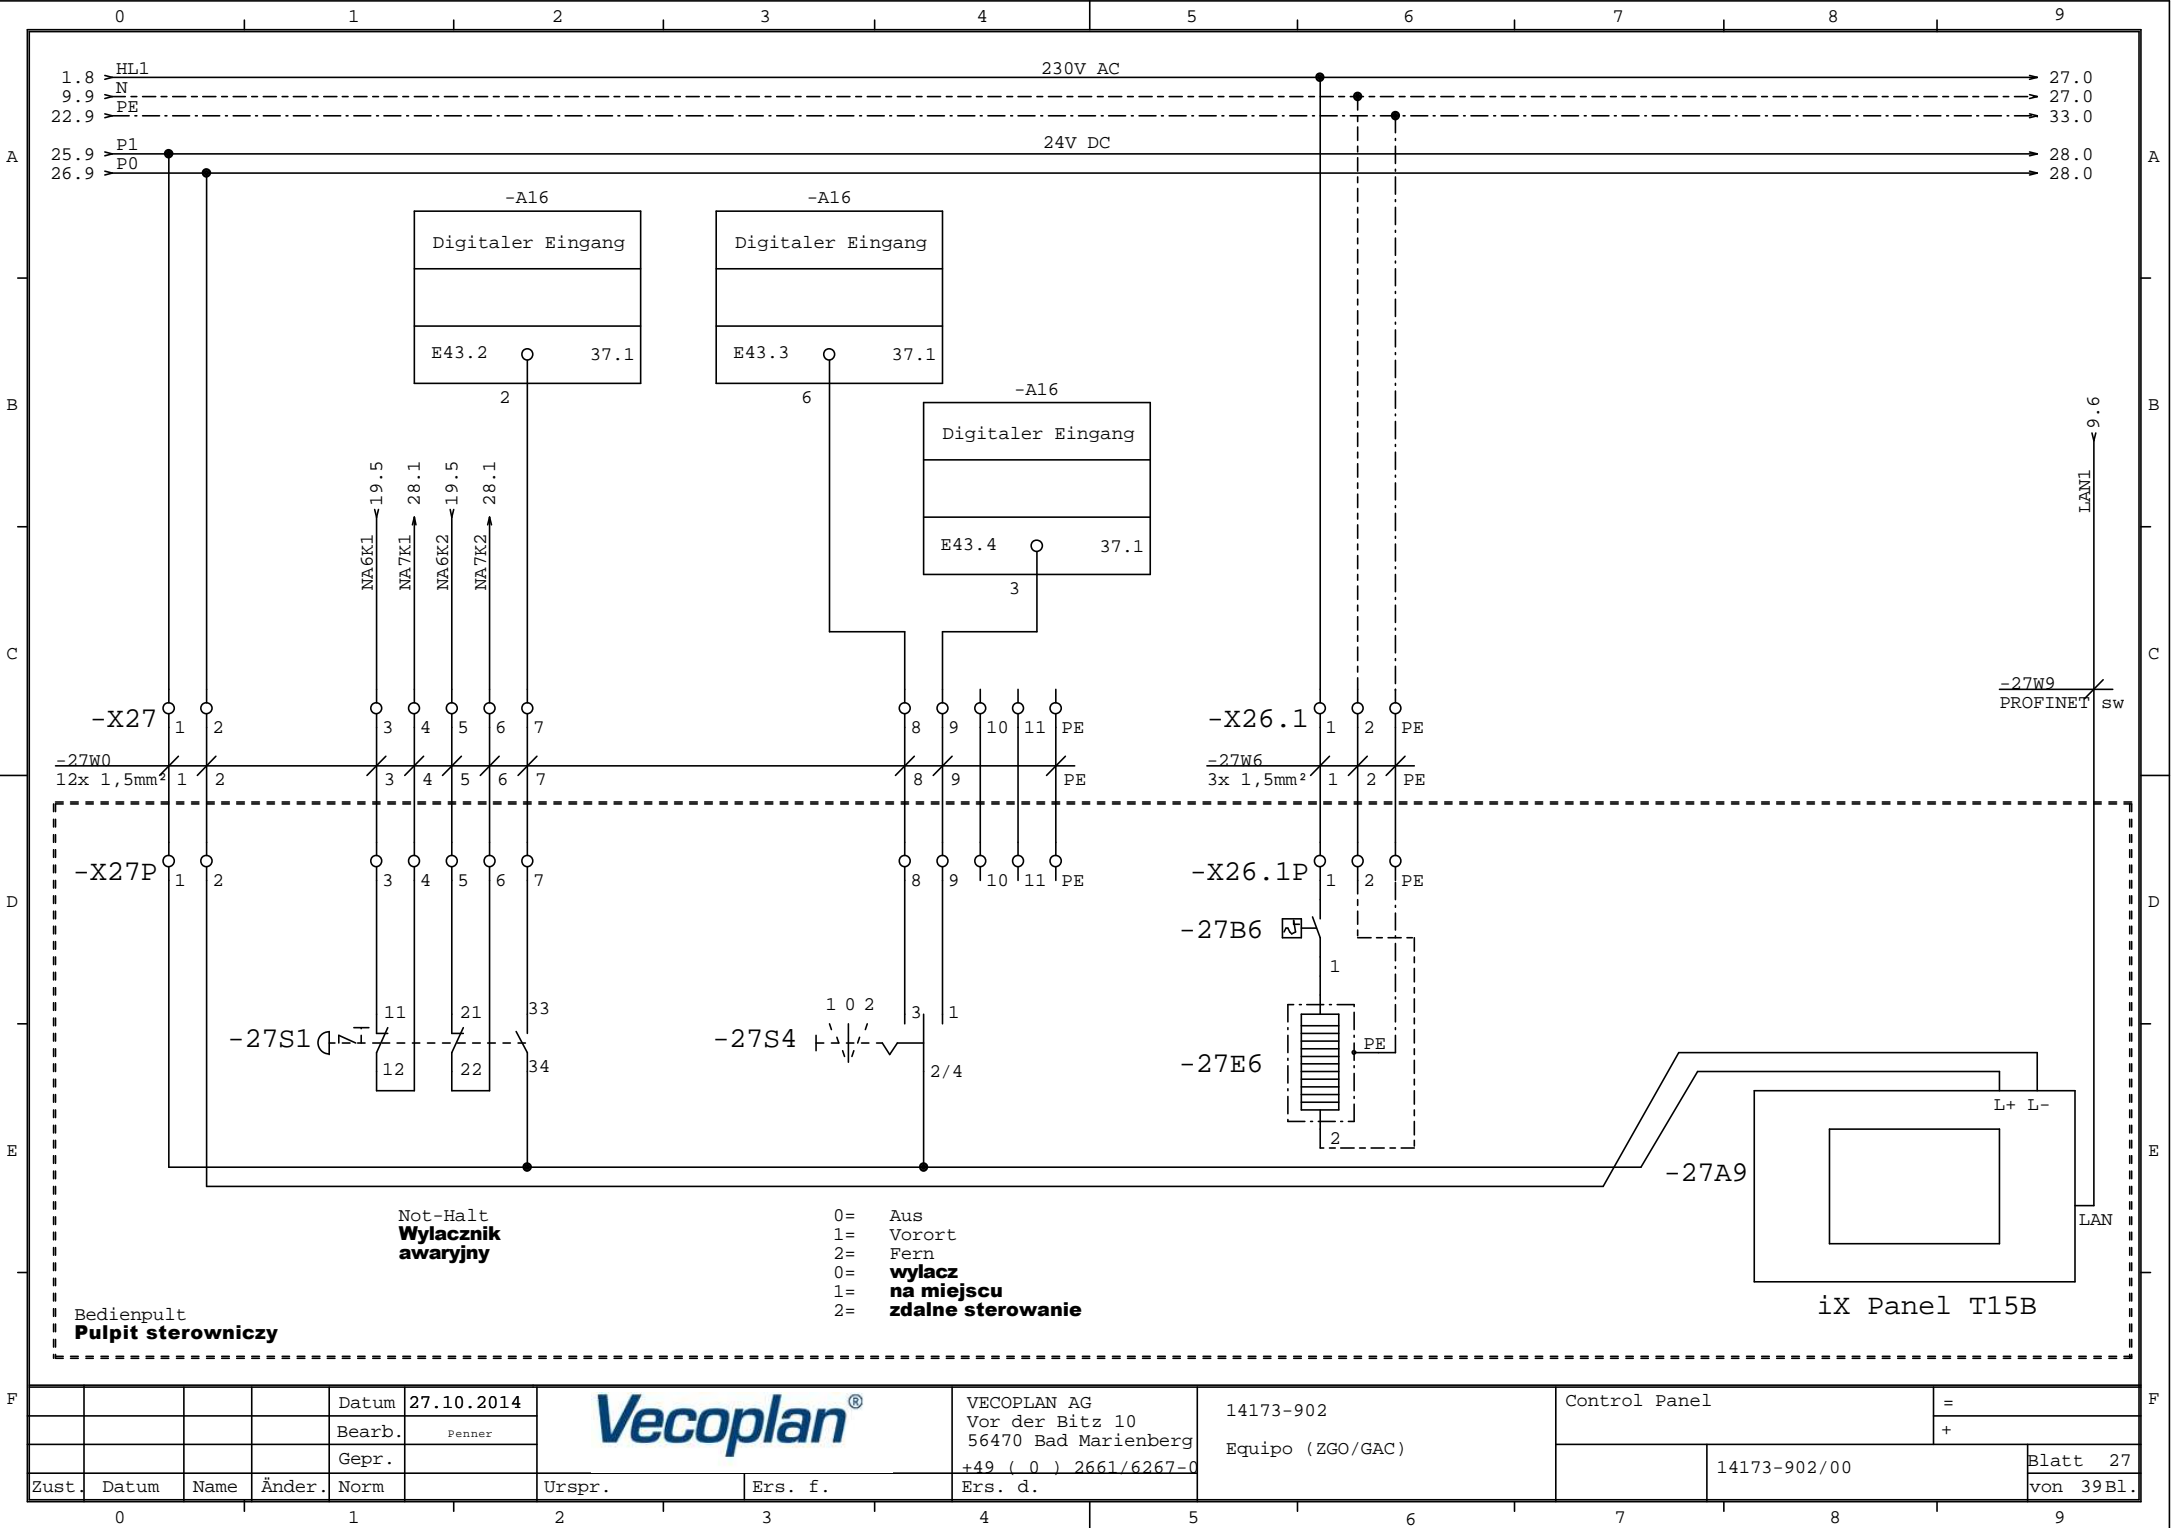 0 1 2 3 4 5 6 7 8 9
1.8 HL1 230V AC 27.0
9.9 N 27.0
22.9 PE 33.0
A 25.9 P1 24V DC 28.0 A
26.9 P0 28.0
-A16 -A16
Digitaler Eingang Digitaler Eingang
E43.2 37.1 E43.3 37.1
2 6
-A16
B B
Digitaler Eingang
9.6
19.5 28.1 19.5 28.1
LAN1
NA6K1 NA7K1 NA6K2 NA7K2
E43.4 37.1
3
C C
-27W9
PROFINET sw
-X27 1 2 3 4 5 6 7 8 9 10 11 PE -X26.1 1 2 PE
-27W0 -27W6
12x 1,5mm² 1 2 3 4 5 6 7 8 9 PE 3x 1,5mm² 1 2 PE
-X27P 1 2 3 4 5 6 7 8 9 10 11 PE -X26.1P 1 2 PE
D D
-27B6
1
11 21 33 1 0 2 3 1
-27S1 -27S4 PE
12 22 34 2/4 -27E6
L+ L-
2
E E
-27A9
Not-Halt
Wylacznik
awaryjny
0= Aus
1= Vorort
2= Fern
0= wylacz
1= na miejscu
2= zdalne sterowanie
LAN
iX Panel T15B
Bedienpult
Pulpit sterowniczy
F F
Datum 27.10.2014
Bearb. Penner
Gepr.
Zust. Datum Name Änder. Norm
Vecoplan®
Urspr. Ers. f. Ers. d.
VECOPLAN AG
Vor der Bitz 10
56470 Bad Marienberg
+49 ( 0 ) 2661/6267-0
14173-902
Equipo (ZGO/GAC)
Control Panel
=
+
14173-902/00
Blatt 27
von 39Bl.
0 1 2 3 4 5 6 7 8 9